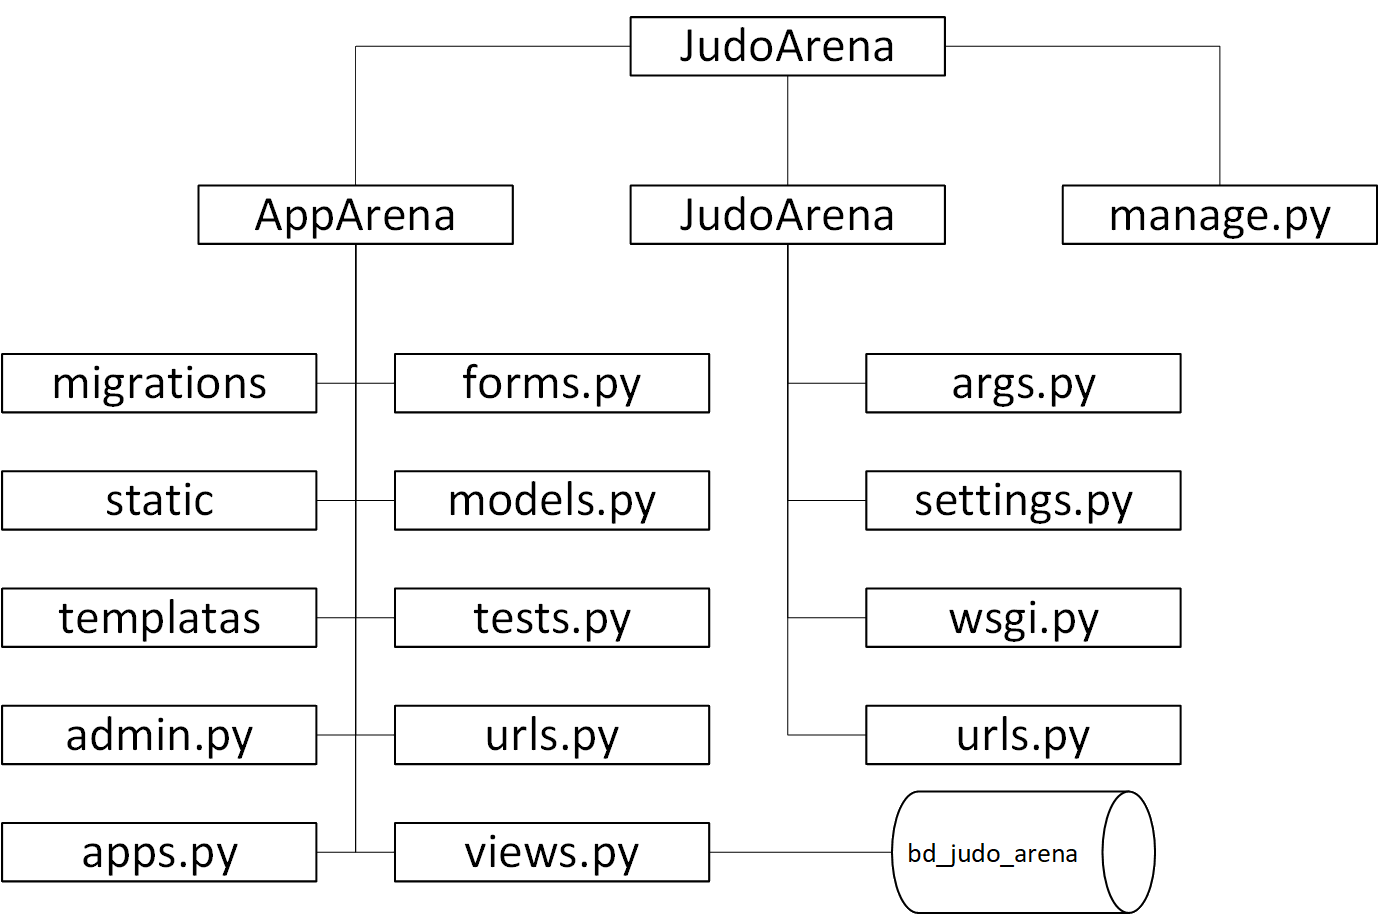 JudoArena
AppArena
JudoArena
manage.py
migrations
forms.py
args.py
static
models.py
settings.py
templatas
tests.py
wsgi.py
admin.py
urls.py
urls.py
apps.py
views.py
bd_judo_arena